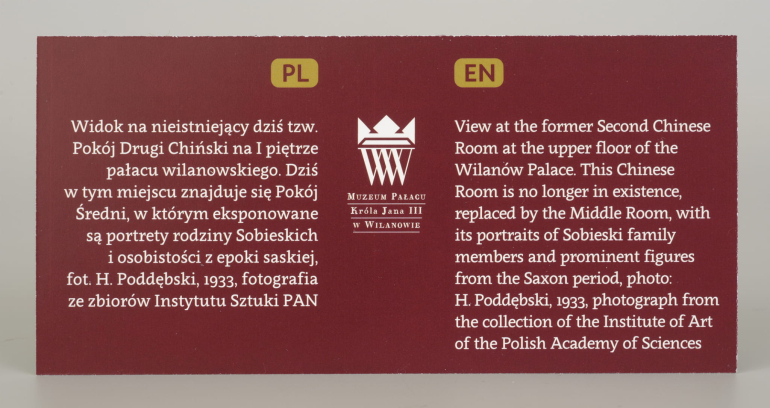 PL
Widok na nieistniejący dziś tzw.
Pokój Drugi Chiński na I piętrze
pałacu wilanowskiego. Dziś
w tym miejscu znajduje się Pokój
Średni, w którym eksponowane
są portrety rodziny Sobieskich
i osobistości z epoki saskiej,
fot. H. Poddębski, 1933, fotografia
ze zbiorów Instytutu Sztuki PAN
W
Muzeum Pałacu
Króla Jana III
w Wilanowie
EN
View at the former Second Chinese
Room at the upper floor of the
Wilanów Palace. This Chinese
Room is no longer in existence,
replaced by the Middle Room, with
its portraits of Sobieski family
members and prominent figures
from the Saxon period, photo:
H. Poddębski, 1933, photograph from
the collection of the Institute of Art
of the Polish Academy of Sciences